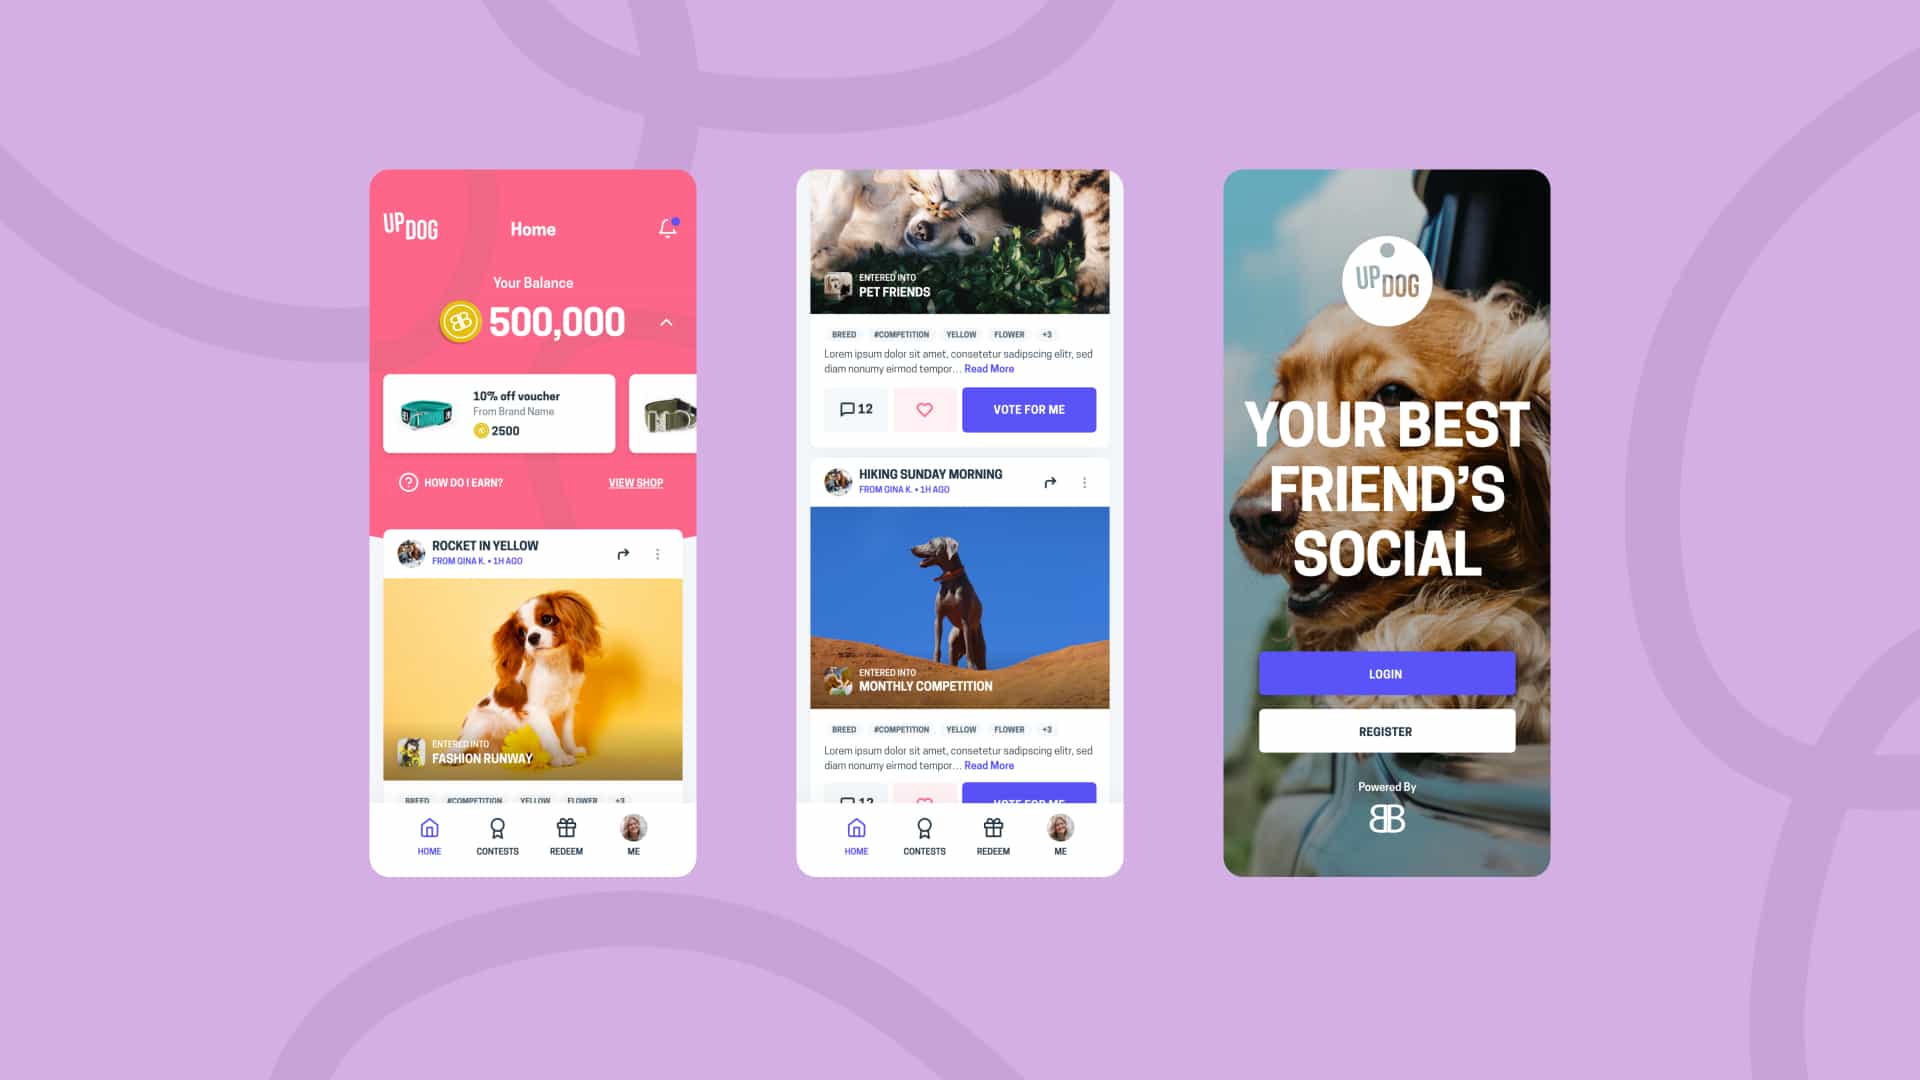 UP DOG
Home
Your Balance
500,000
10% off voucher
From Brand Name
2500
HOW DO I EARN?
VIEW SHOP
ROCKET IN YELLOW
FROM GINA K. • 1H AGO
ENTERED INTO
FASHION RUNWAY
BREED #COMPETITION YELLOW FLOWER +3
HOME CONTESTS REDEEM ME
ENTERED INTO
PET FRIENDS
BREED #COMPETITION YELLOW FLOWER +3
Lorem ipsum dolor sit amet, consetetur sadipscing elitr, sed
diam nonumy eirmod tempor... Read More
12 VOTE FOR ME
HIKING SUNDAY MORNING
FROM GINA K. • 1H AGO
ENTERED INTO
MONTHLY COMPETITION
BREED #COMPETITION YELLOW FLOWER +3
Lorem ipsum dolor sit amet, consetetur sadipscing elitr, sed
diam nonumy eirmod tempor... Read More
12 VOTE FOR ME
HOME CONTESTS REDEEM ME
UP DOG
YOUR BEST
FRIEND'S
SOCIAL
LOGIN
REGISTER
Powered By
BB